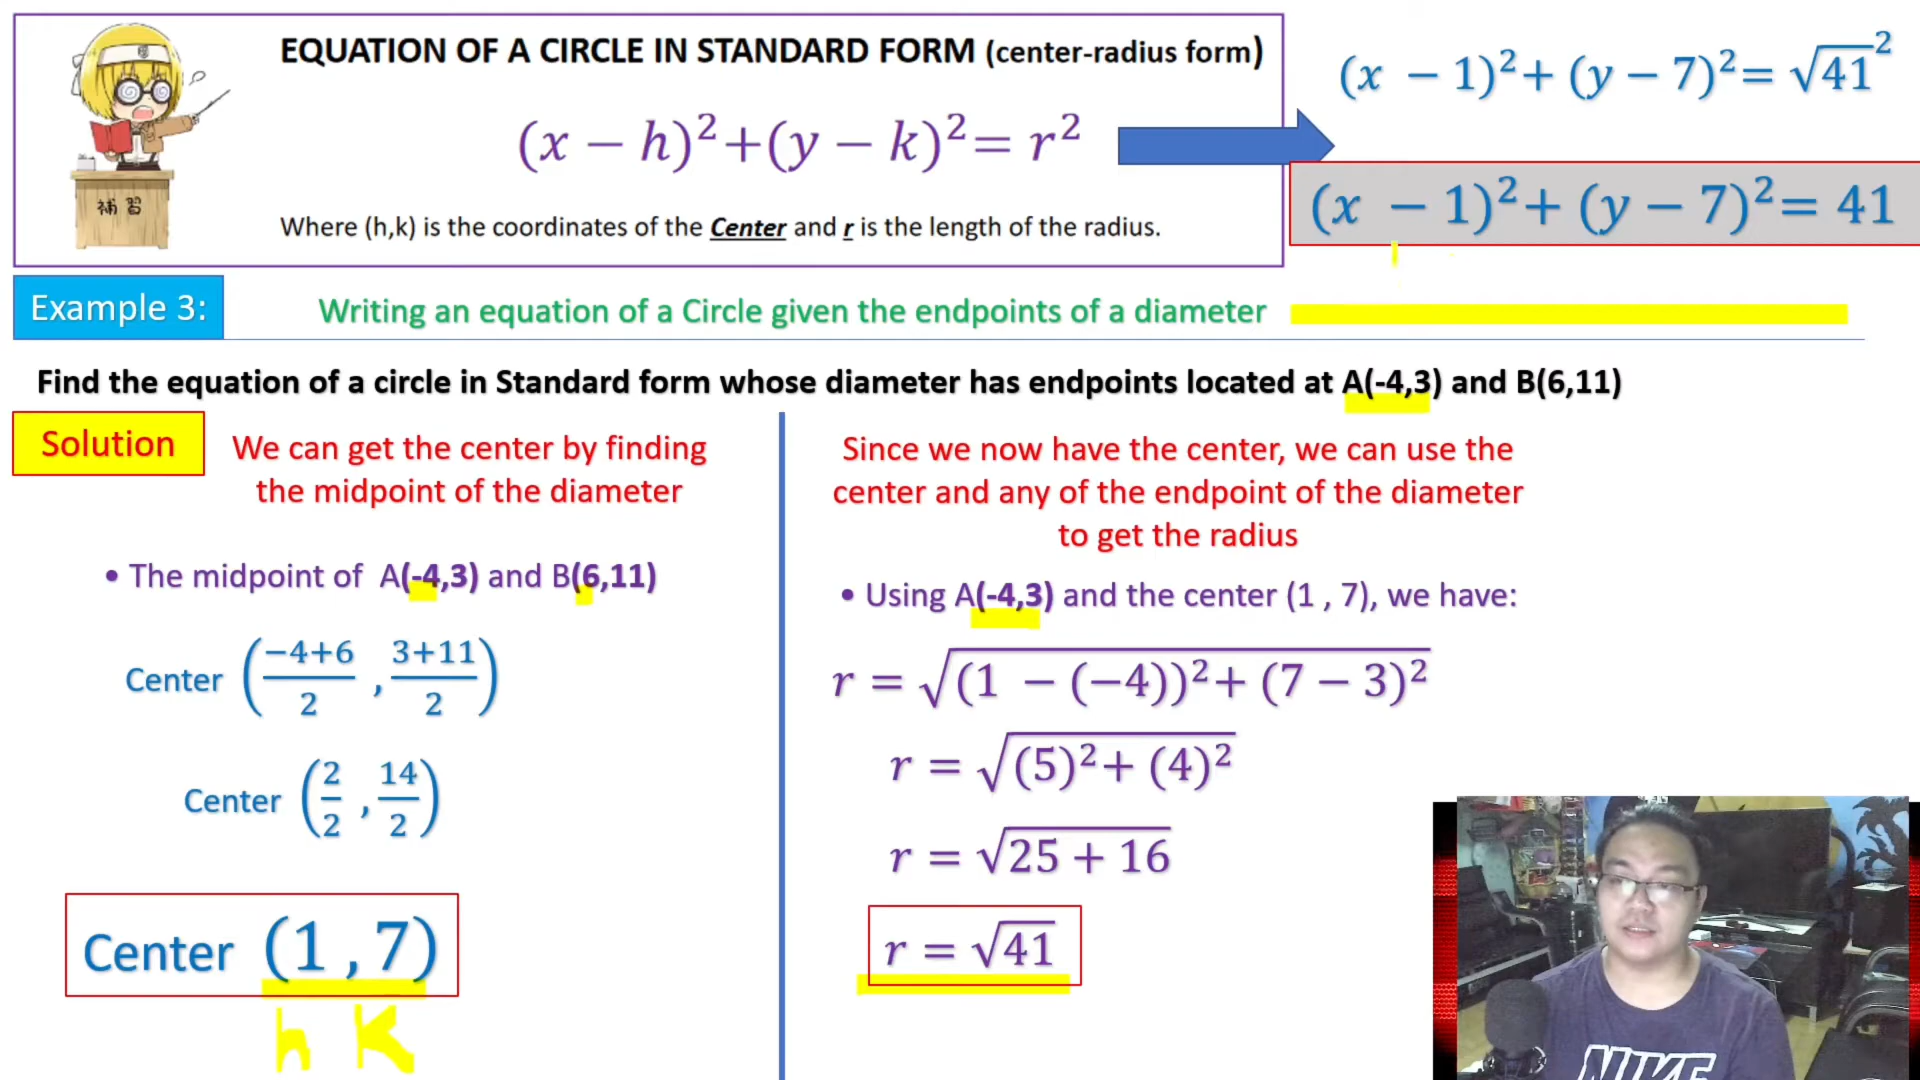 EQUATION OF A CIRCLE IN STANDARD FORM (center-radius form)
(x − h)²+(y − k)²= r²
Where (h,k) is the coordinates of the Center and r is the length of the radius.
補習
(x − 1)²+ (y − 7)²= √41²
(x − 1)²+ (y − 7)²= 41
Example 3:
Writing an equation of a Circle given the endpoints of a diameter
Find the equation of a circle in Standard form whose diameter has endpoints located at A(-4,3) and B(6,11)
Solution
We can get the center by finding
the midpoint of the diameter
• The midpoint of A(-4,3) and B(6,11)
Center (−4+6/2 , 3+11/2)
Center (2/2 , 14/2)
Center (1 , 7)
h K
Since we now have the center, we can use the
center and any of the endpoint of the diameter
to get the radius
• Using A(-4,3) and the center (1 , 7), we have:
r = √(1 − (−4))²+ (7 − 3)²
r = √(5)²+ (4)²
r = √25 + 16
r = √41
NIKE